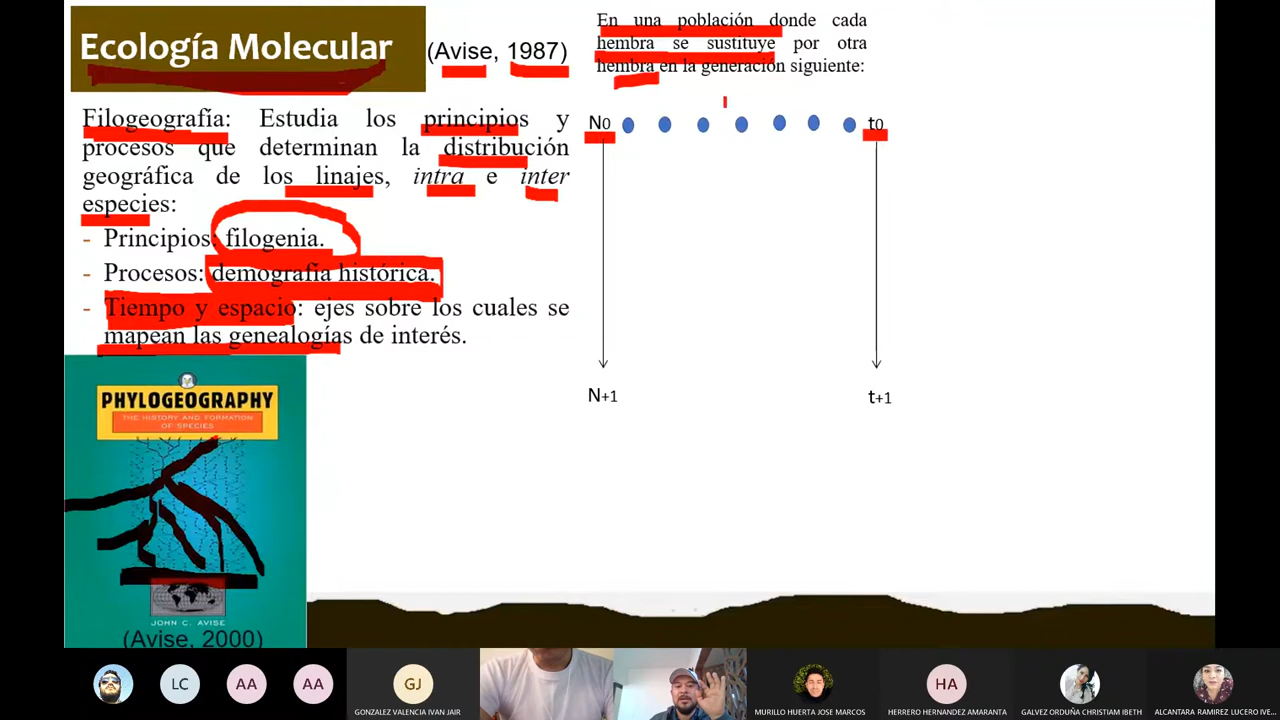 Ecología Molecular
(Avise, 1987)
Filogeografía: Estudia los principios y
procesos que determinan la distribución
geográfica de los linajes, intra e inter
especies:
- Principios: filogenia.
- Procesos: demografía histórica.
- Tiempo y espacio: ejes sobre los cuales se
mapean las genealogías de interés.
PHYLOGEOGRAPHY
THE HISTORY AND FORMATION
OF SPECIES
JOHN C. AVISE
(Avise, 2000)
En una población donde cada
hembra se sustituye por otra
hembra en la generación siguiente:
N0
t0
N+1
t+1
LC
AA
AA
GJ
GONZALEZ VALENCIA IVAN JAIR
MURILLO HUERTA JOSE MARCOS
HA
HERRERO HERNANDEZ AMARANTA
GALVEZ ORDUÑA CHRISTIAM IBETH
ALCANTARA RAMIREZ LUCERO IVE...